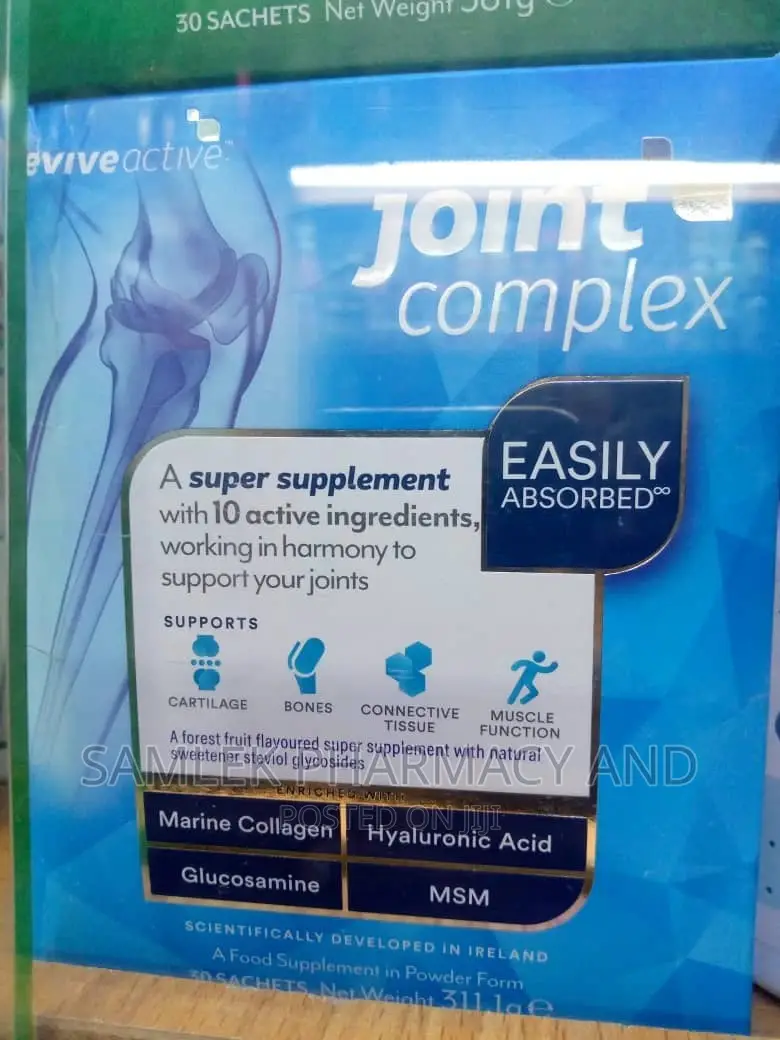 30 SACHETS Net Weight
eviveactive™
joint
complex
EASILY
ABSORBED∞
A super supplement
with 10 active ingredients,
working in harmony to
support your joints
SUPPORTS
CARTILAGE
BONES
CONNECTIVE
TISSUE
MUSCLE
FUNCTION
A forest fruit flavoured super supplement with natural
sweetener steviol glycosides
SAMLEK PHARMACY AND
ENRICHED WITH
POSTED ON JIJI
Marine Collagen
Hyaluronic Acid
Glucosamine
MSM
SCIENTIFICALLY DEVELOPED IN IRELAND
A Food Supplement in Powder Form
30 SACHETS Net Weight 311.1g e